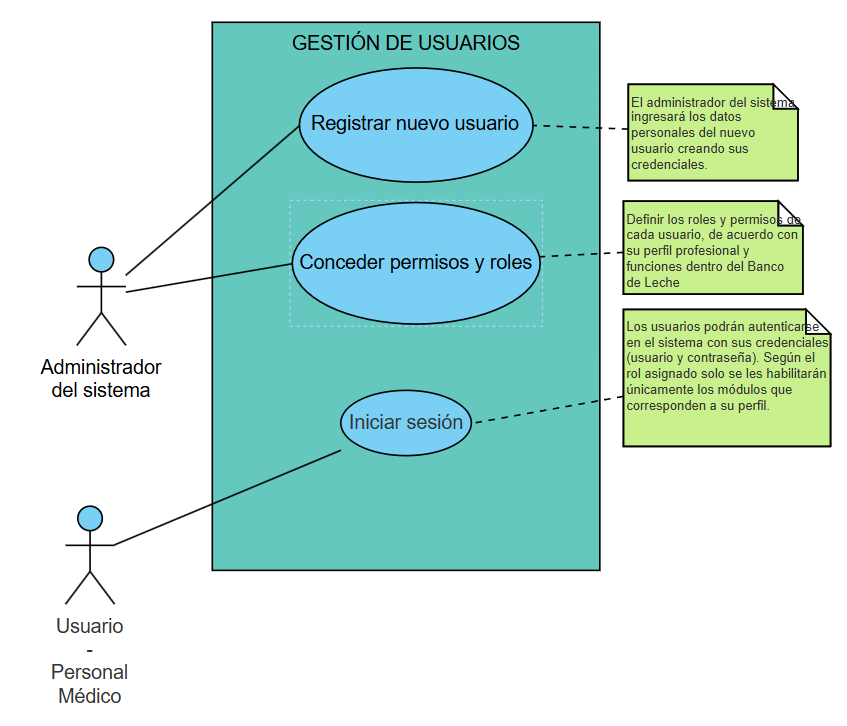 GESTIÓN DE USUARIOS
Registrar nuevo usuario
El administrador del sistema
ingresará los datos
personales del nuevo
usuario creando sus
credenciales.
Conceder permisos y roles
Definir los roles y permisos de
cada usuario, de acuerdo con
su perfil profesional y
funciones dentro del Banco
de Leche
Administrador
del sistema
Iniciar sesión
Los usuarios podrán autenticarse
en el sistema con sus credenciales
(usuario y contraseña). Según el
rol asignado solo se les habilitarán
únicamente los módulos que
corresponden a su perfil.
Usuario
-
Personal
Médico